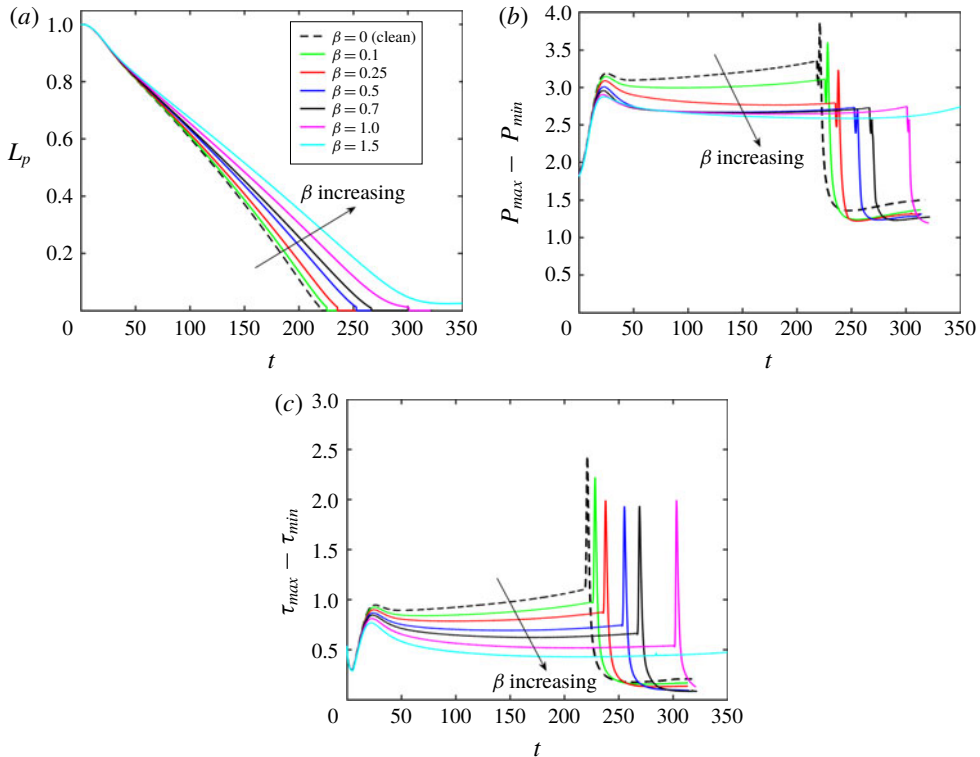 (a)
1.0
0.8
0.6
0.4
0.2
0 50 100 150 200 250 300 350
L_p
t
β = 0 (clean)
β = 0.1
β = 0.25
β = 0.5
β = 0.7
β = 1.0
β = 1.5
β increasing
(b)
4.0
3.5
3.0
2.5
2.0
1.5
1.0
0.5
0 50 100 150 200 250 300 350
P_max − P_min
t
β increasing
(c)
3.0
2.5
2.0
1.5
1.0
0.5
0 50 100 150 200 250 300 350
τ_max − τ_min
t
β increasing